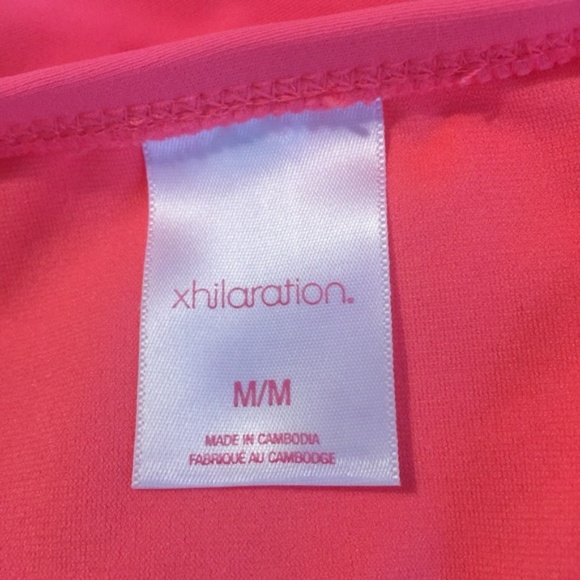 xhilaration.
M/M
MADE IN CAMBODIA
FABRIQUÉ AU CAMBODGE